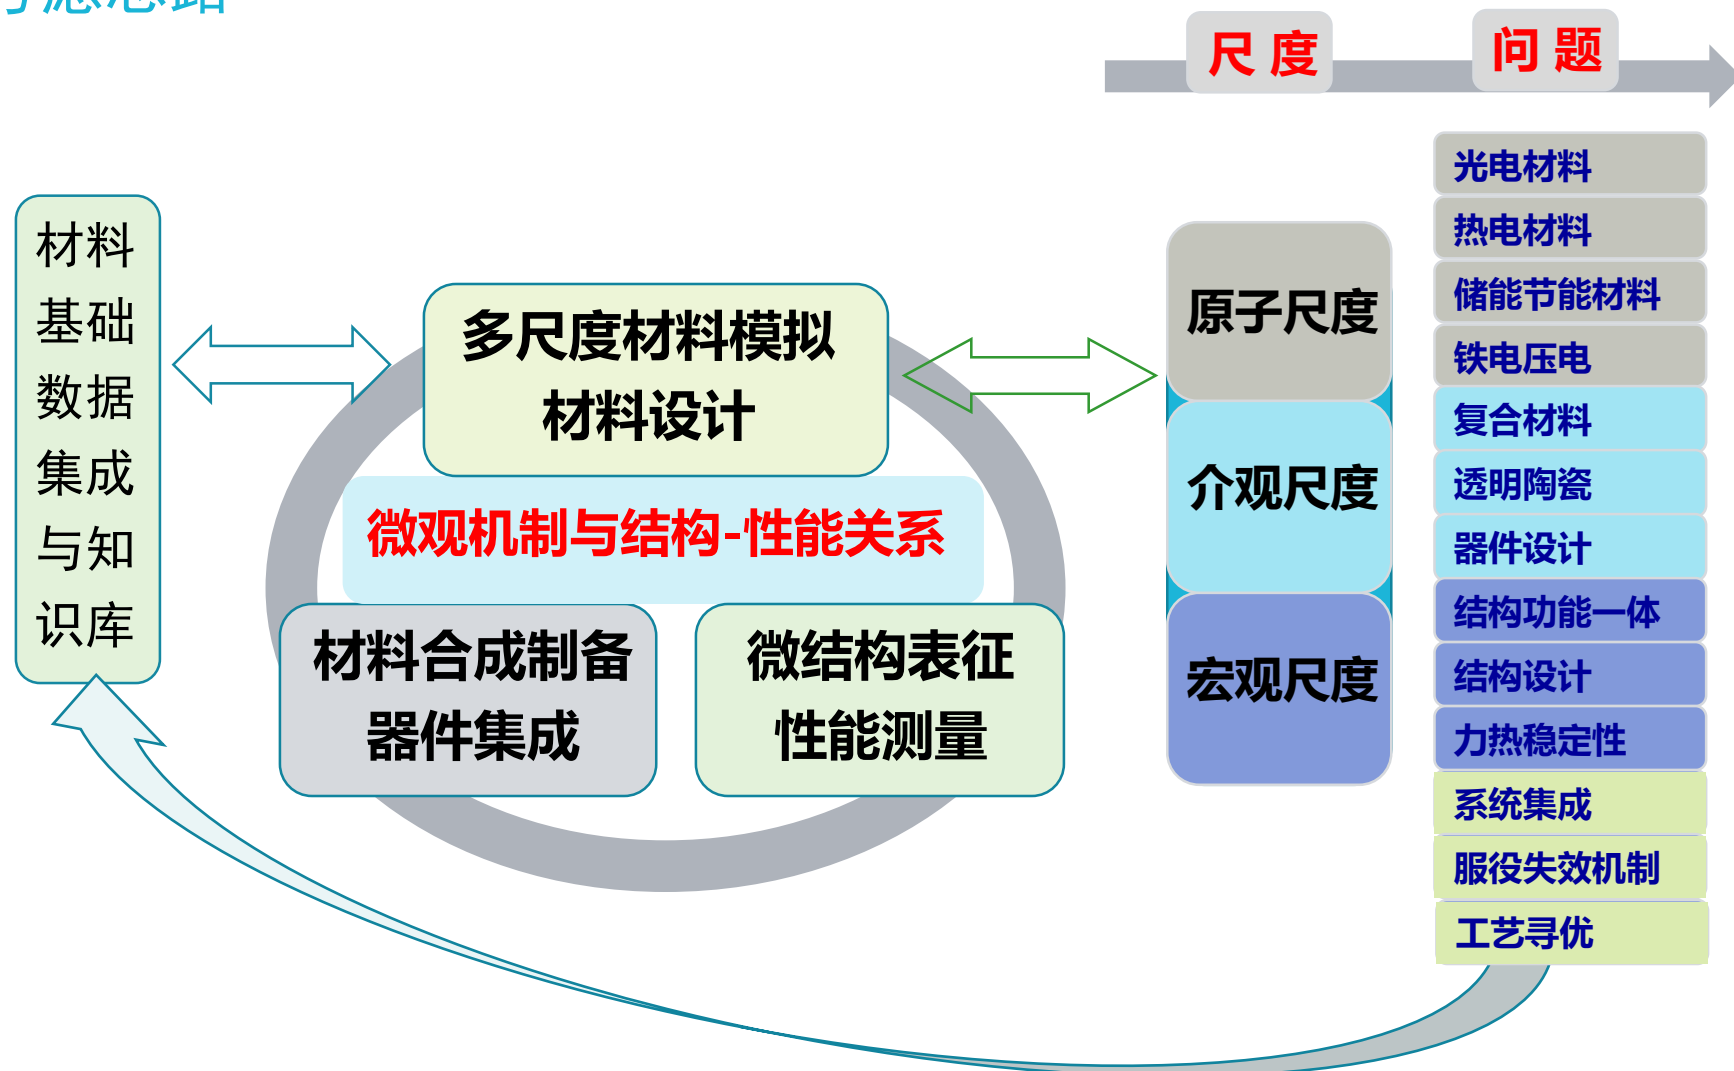 尺 度
问 题
材料
基础
数据
集成
与知
识库
多尺度材料模拟
材料设计
微观机制与结构-性能关系
材料合成制备
器件集成
微结构表征
性能测量
原子尺度
介观尺度
宏观尺度
光电材料
热电材料
储能节能材料
铁电压电
复合材料
透明陶瓷
器件设计
结构功能一体
结构设计
力热稳定性
系统集成
服役失效机制
工艺寻优